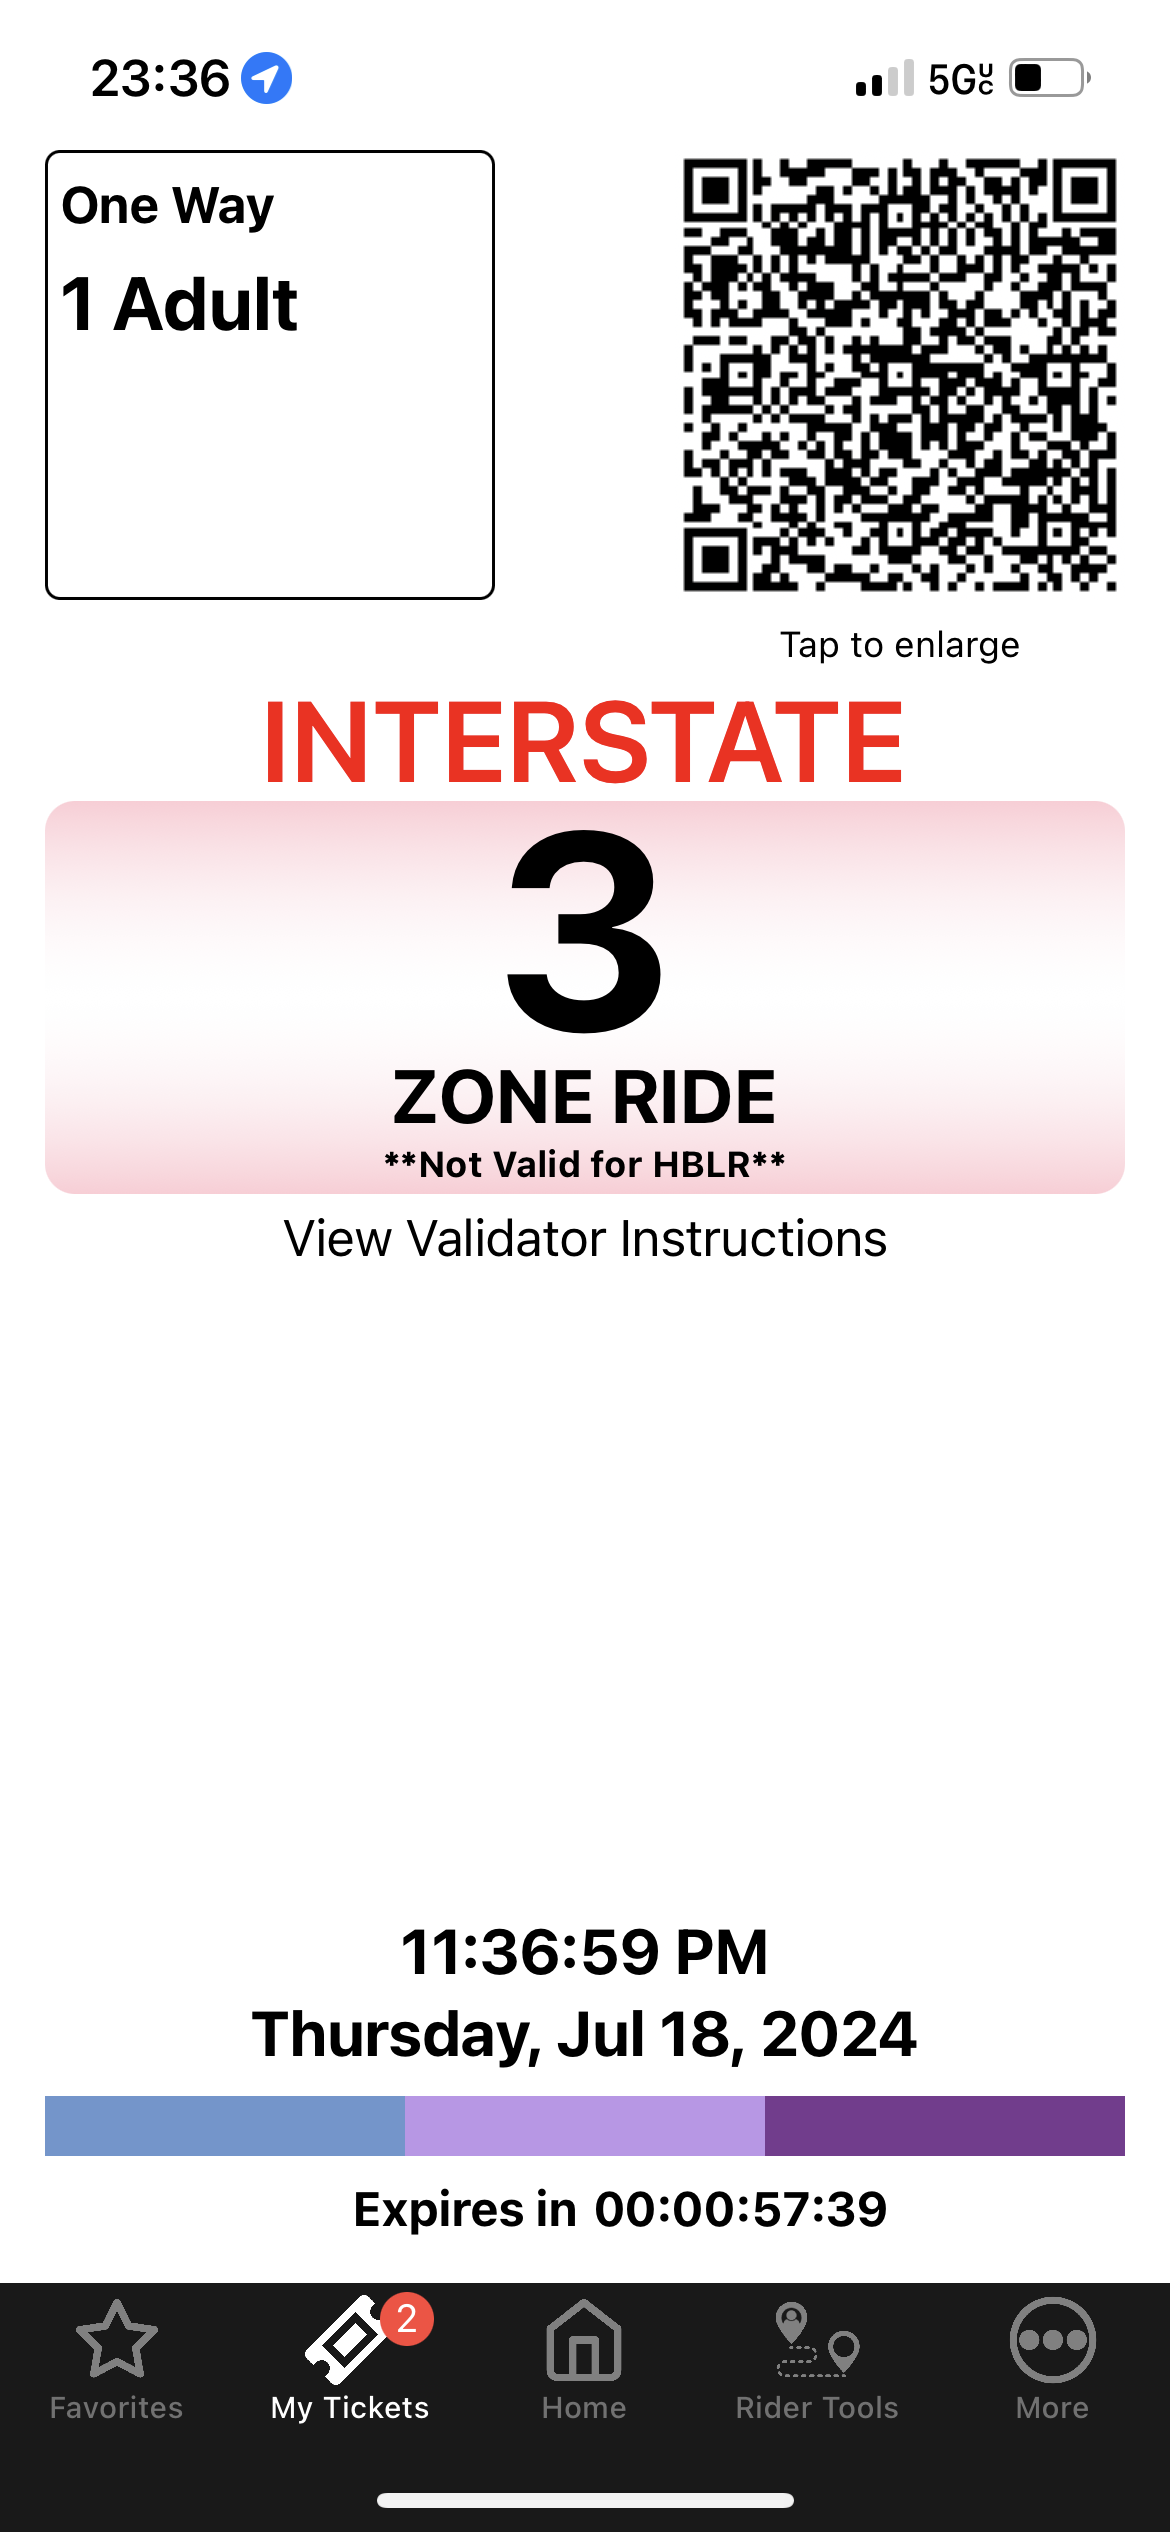 23:36
5GUC
One Way
1 Adult
Tap to enlarge
INTERSTATE
3
ZONE RIDE
**Not Valid for HBLR**
View Validator Instructions
11:36:59 PM
Thursday, Jul 18, 2024
Expires in 00:00:57:39
2
Favorites
My Tickets
Home
Rider Tools
More